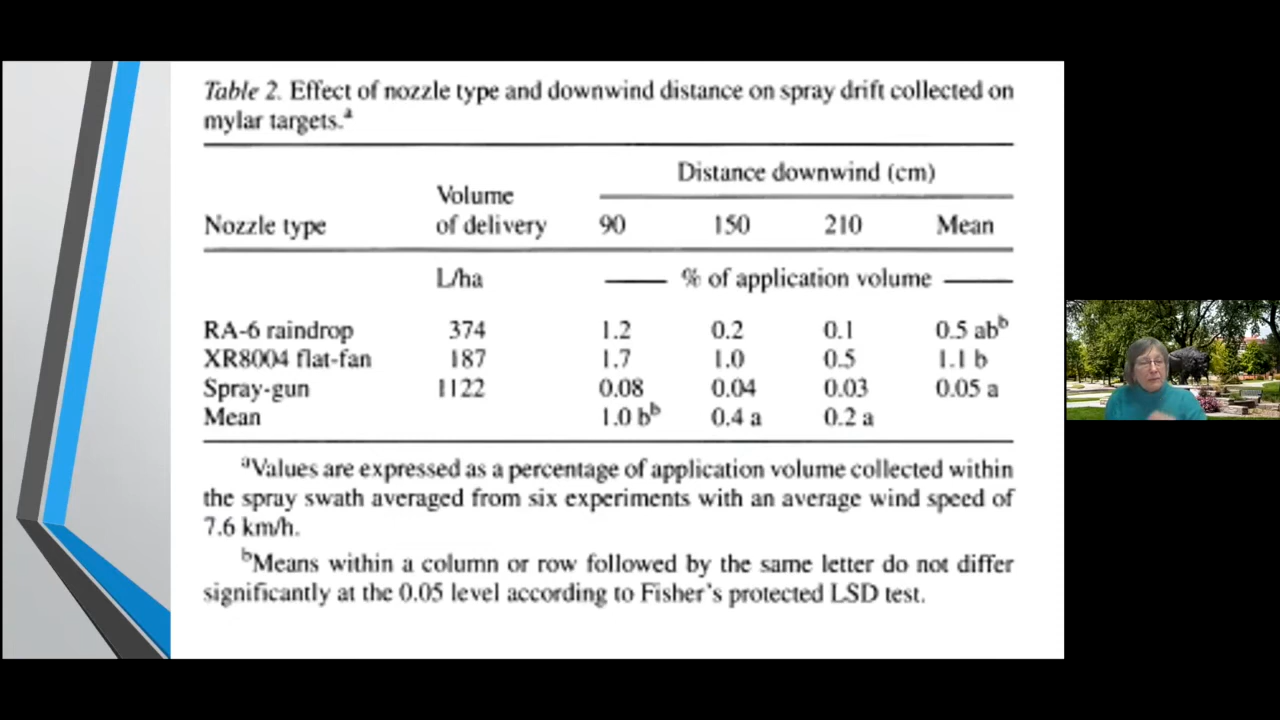 Table 2. Effect of nozzle type and downwind distance on spray drift collected on
mylar targets.ᵃ
Distance downwind (cm)
Volume
Nozzle type of delivery 90 150 210 Mean
L/ha % of application volume
RA-6 raindrop 374 1.2 0.2 0.1 0.5 abᵇ
XR8004 flat-fan 187 1.7 1.0 0.5 1.1 b
Spray-gun 1122 0.08 0.04 0.03 0.05 a
Mean 1.0 bᵇ 0.4 a 0.2 a
ᵃValues are expressed as a percentage of application volume collected within
the spray swath averaged from six experiments with an average wind speed of
7.6 km/h.
ᵇMeans within a column or row followed by the same letter do not differ
significantly at the 0.05 level according to Fisher's protected LSD test.